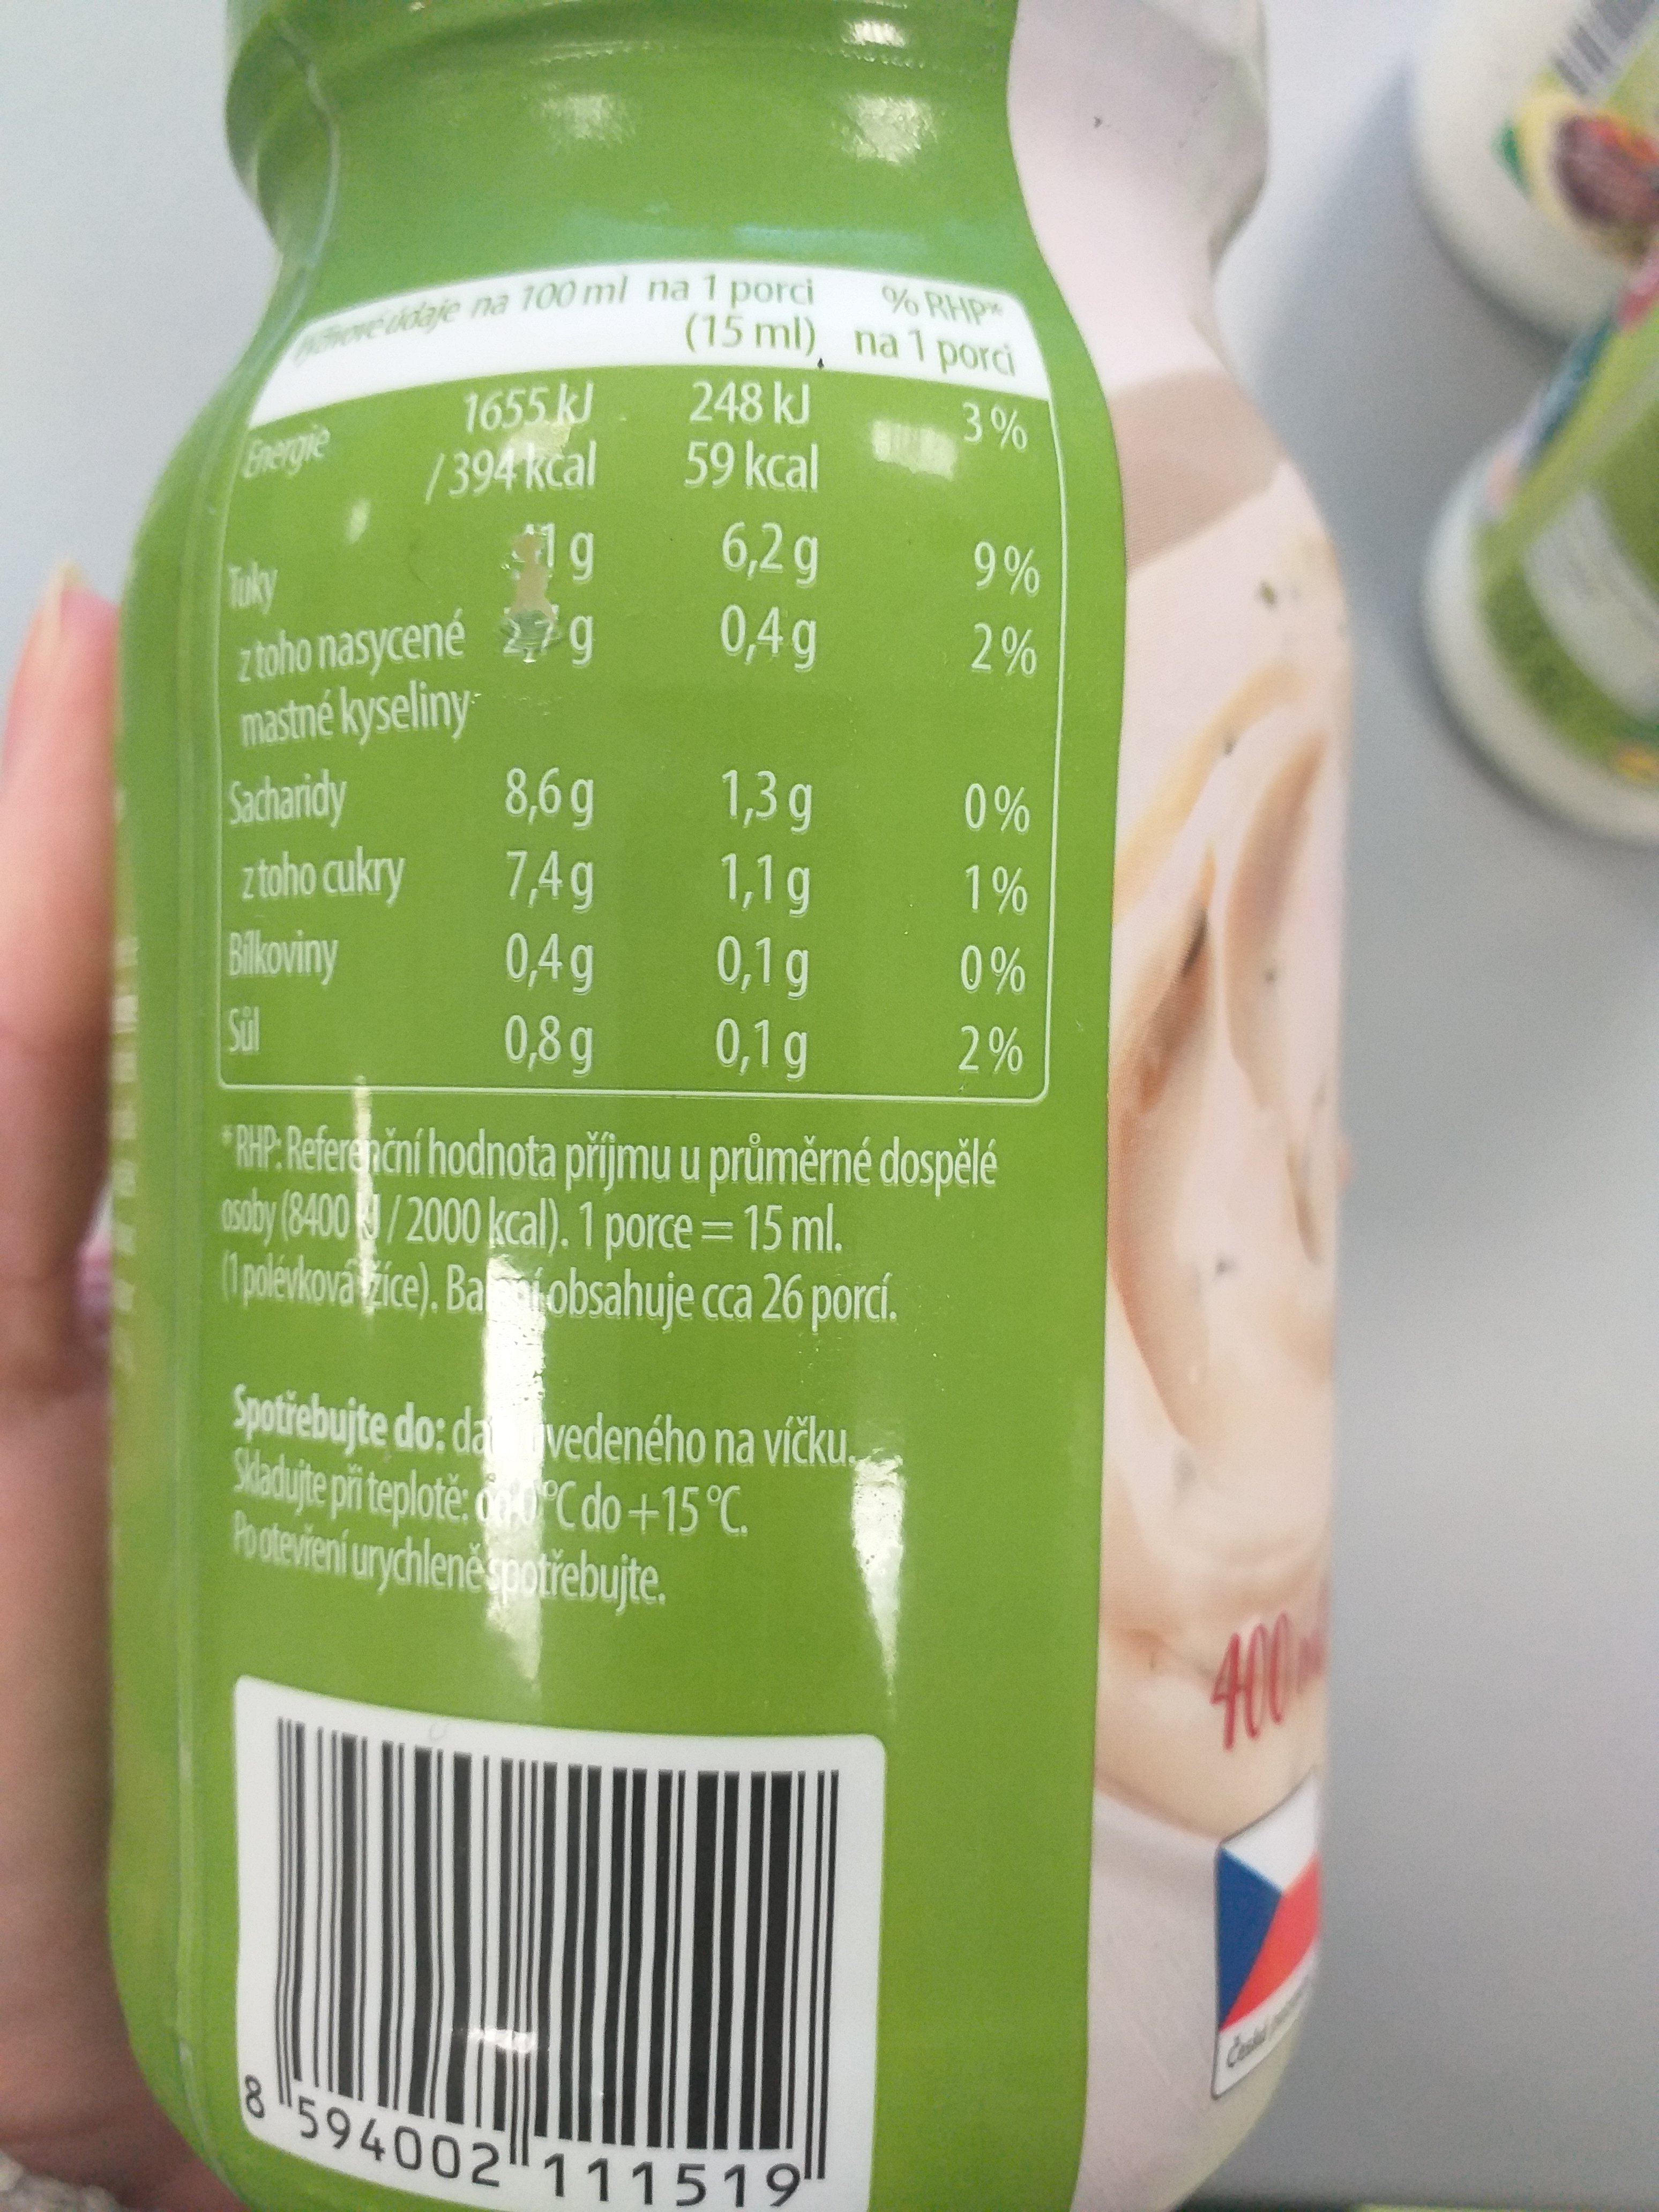 údaje na 100 ml na 1 porci % RHP*
(15 ml) na 1 porci
Energie 1655 kJ 248 kJ 3 %
/ 394 kcal 59 kcal
Tuky 6,2 g 9 %
z toho nasycené 0,4 g 2 %
mastné kyseliny
Sacharidy 8,6 g 1,3 g 0 %
z toho cukry 7,4 g 1,1 g 1 %
Bílkoviny 0,4 g 0,1 g 0 %
Sůl 0,8 g 0,1 g 2 %
*RHP: Referenční hodnota příjmu u průměrné dospělé
osoby (8400 kJ / 2000 kcal). 1 porce = 15 ml.
(1 polévková lžíce). Balení obsahuje cca 26 porcí.
Spotřebujte do: uvedeného na víčku.
Skladujte při teplotě: od 0 °C do +15 °C.
Po otevření urychleně spotřebujte.
400
8 594002 111519